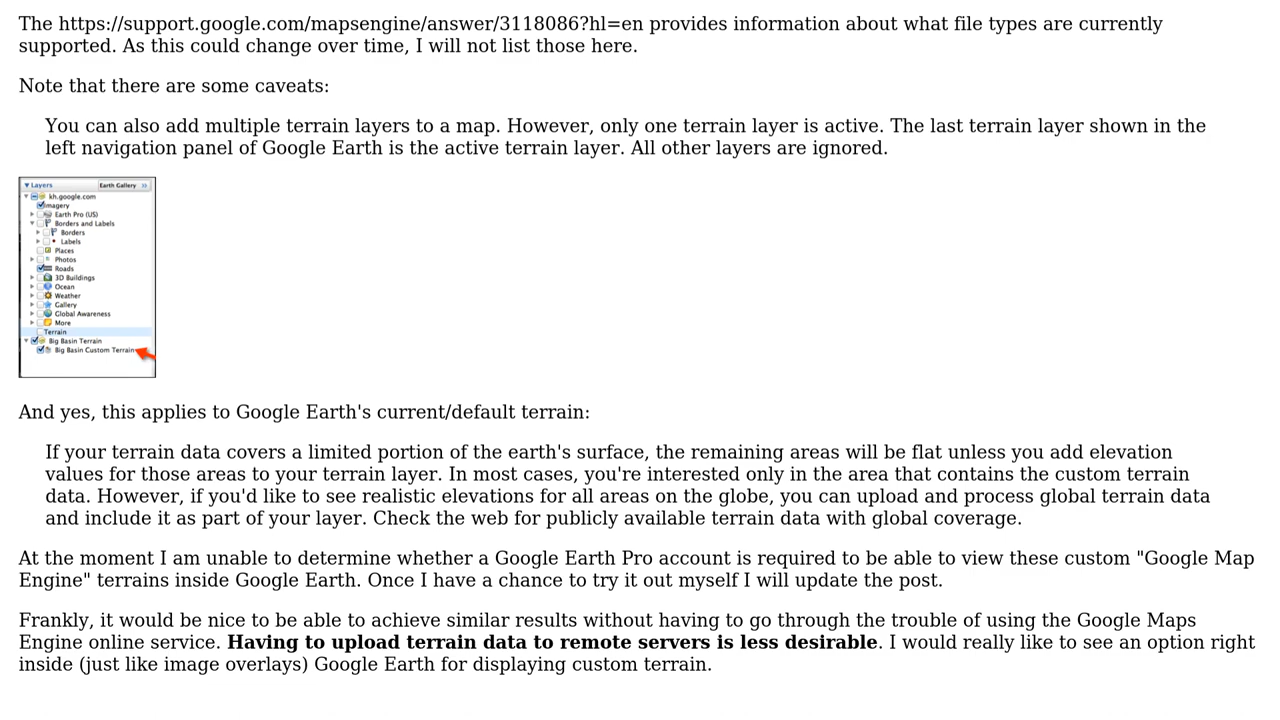 The https://support.google.com/mapsengine/answer/3118086?hl=en provides information about what file types are currently
supported. As this could change over time, I will not list those here.
Note that there are some caveats:
You can also add multiple terrain layers to a map. However, only one terrain layer is active. The last terrain layer shown in the
left navigation panel of Google Earth is the active terrain layer. All other layers are ignored.
▼ Layers Earth Gallery »
kh.google.com
Imagery
Earth Pro (US)
Borders and Labels
Borders
Labels
Places
Photos
Roads
3D Buildings
Ocean
Weather
Gallery
Global Awareness
More
Terrain
Big Basin Terrain
Big Basin Custom Terrain
And yes, this applies to Google Earth's current/default terrain:
If your terrain data covers a limited portion of the earth's surface, the remaining areas will be flat unless you add elevation
values for those areas to your terrain layer. In most cases, you're interested only in the area that contains the custom terrain
data. However, if you'd like to see realistic elevations for all areas on the globe, you can upload and process global terrain data
and include it as part of your layer. Check the web for publicly available terrain data with global coverage.
At the moment I am unable to determine whether a Google Earth Pro account is required to be able to view these custom "Google Map
Engine" terrains inside Google Earth. Once I have a chance to try it out myself I will update the post.
Frankly, it would be nice to be able to achieve similar results without having to go through the trouble of using the Google Maps
Engine online service. Having to upload terrain data to remote servers is less desirable. I would really like to see an option right
inside (just like image overlays) Google Earth for displaying custom terrain.